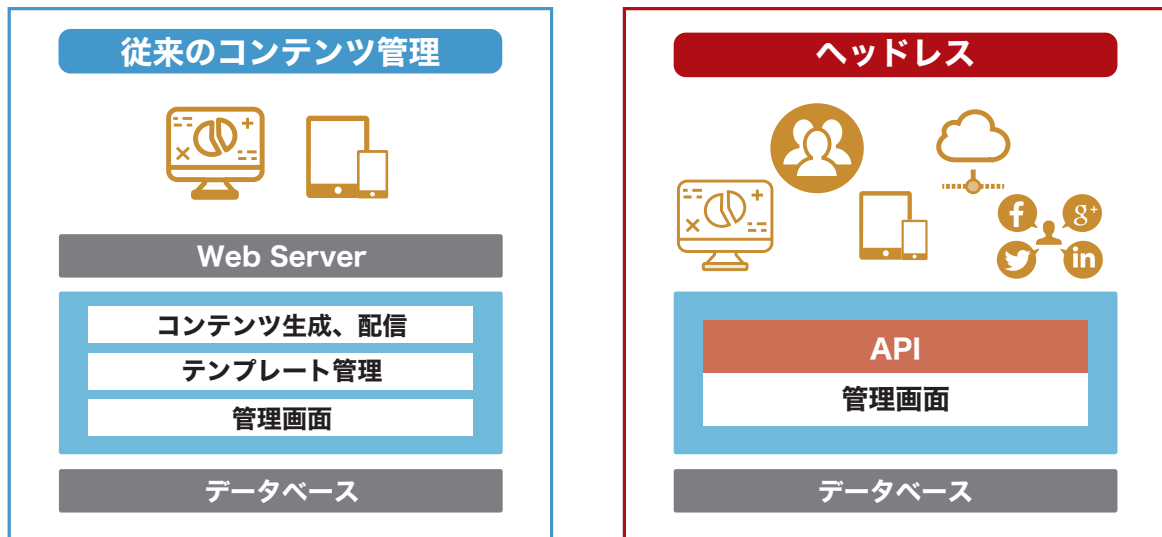 従来のコンテンツ管理
Web Server
コンテンツ生成、配信
テンプレート管理
管理画面
データベース
ヘッドレス
f
g+
in
API
管理画面
データベース